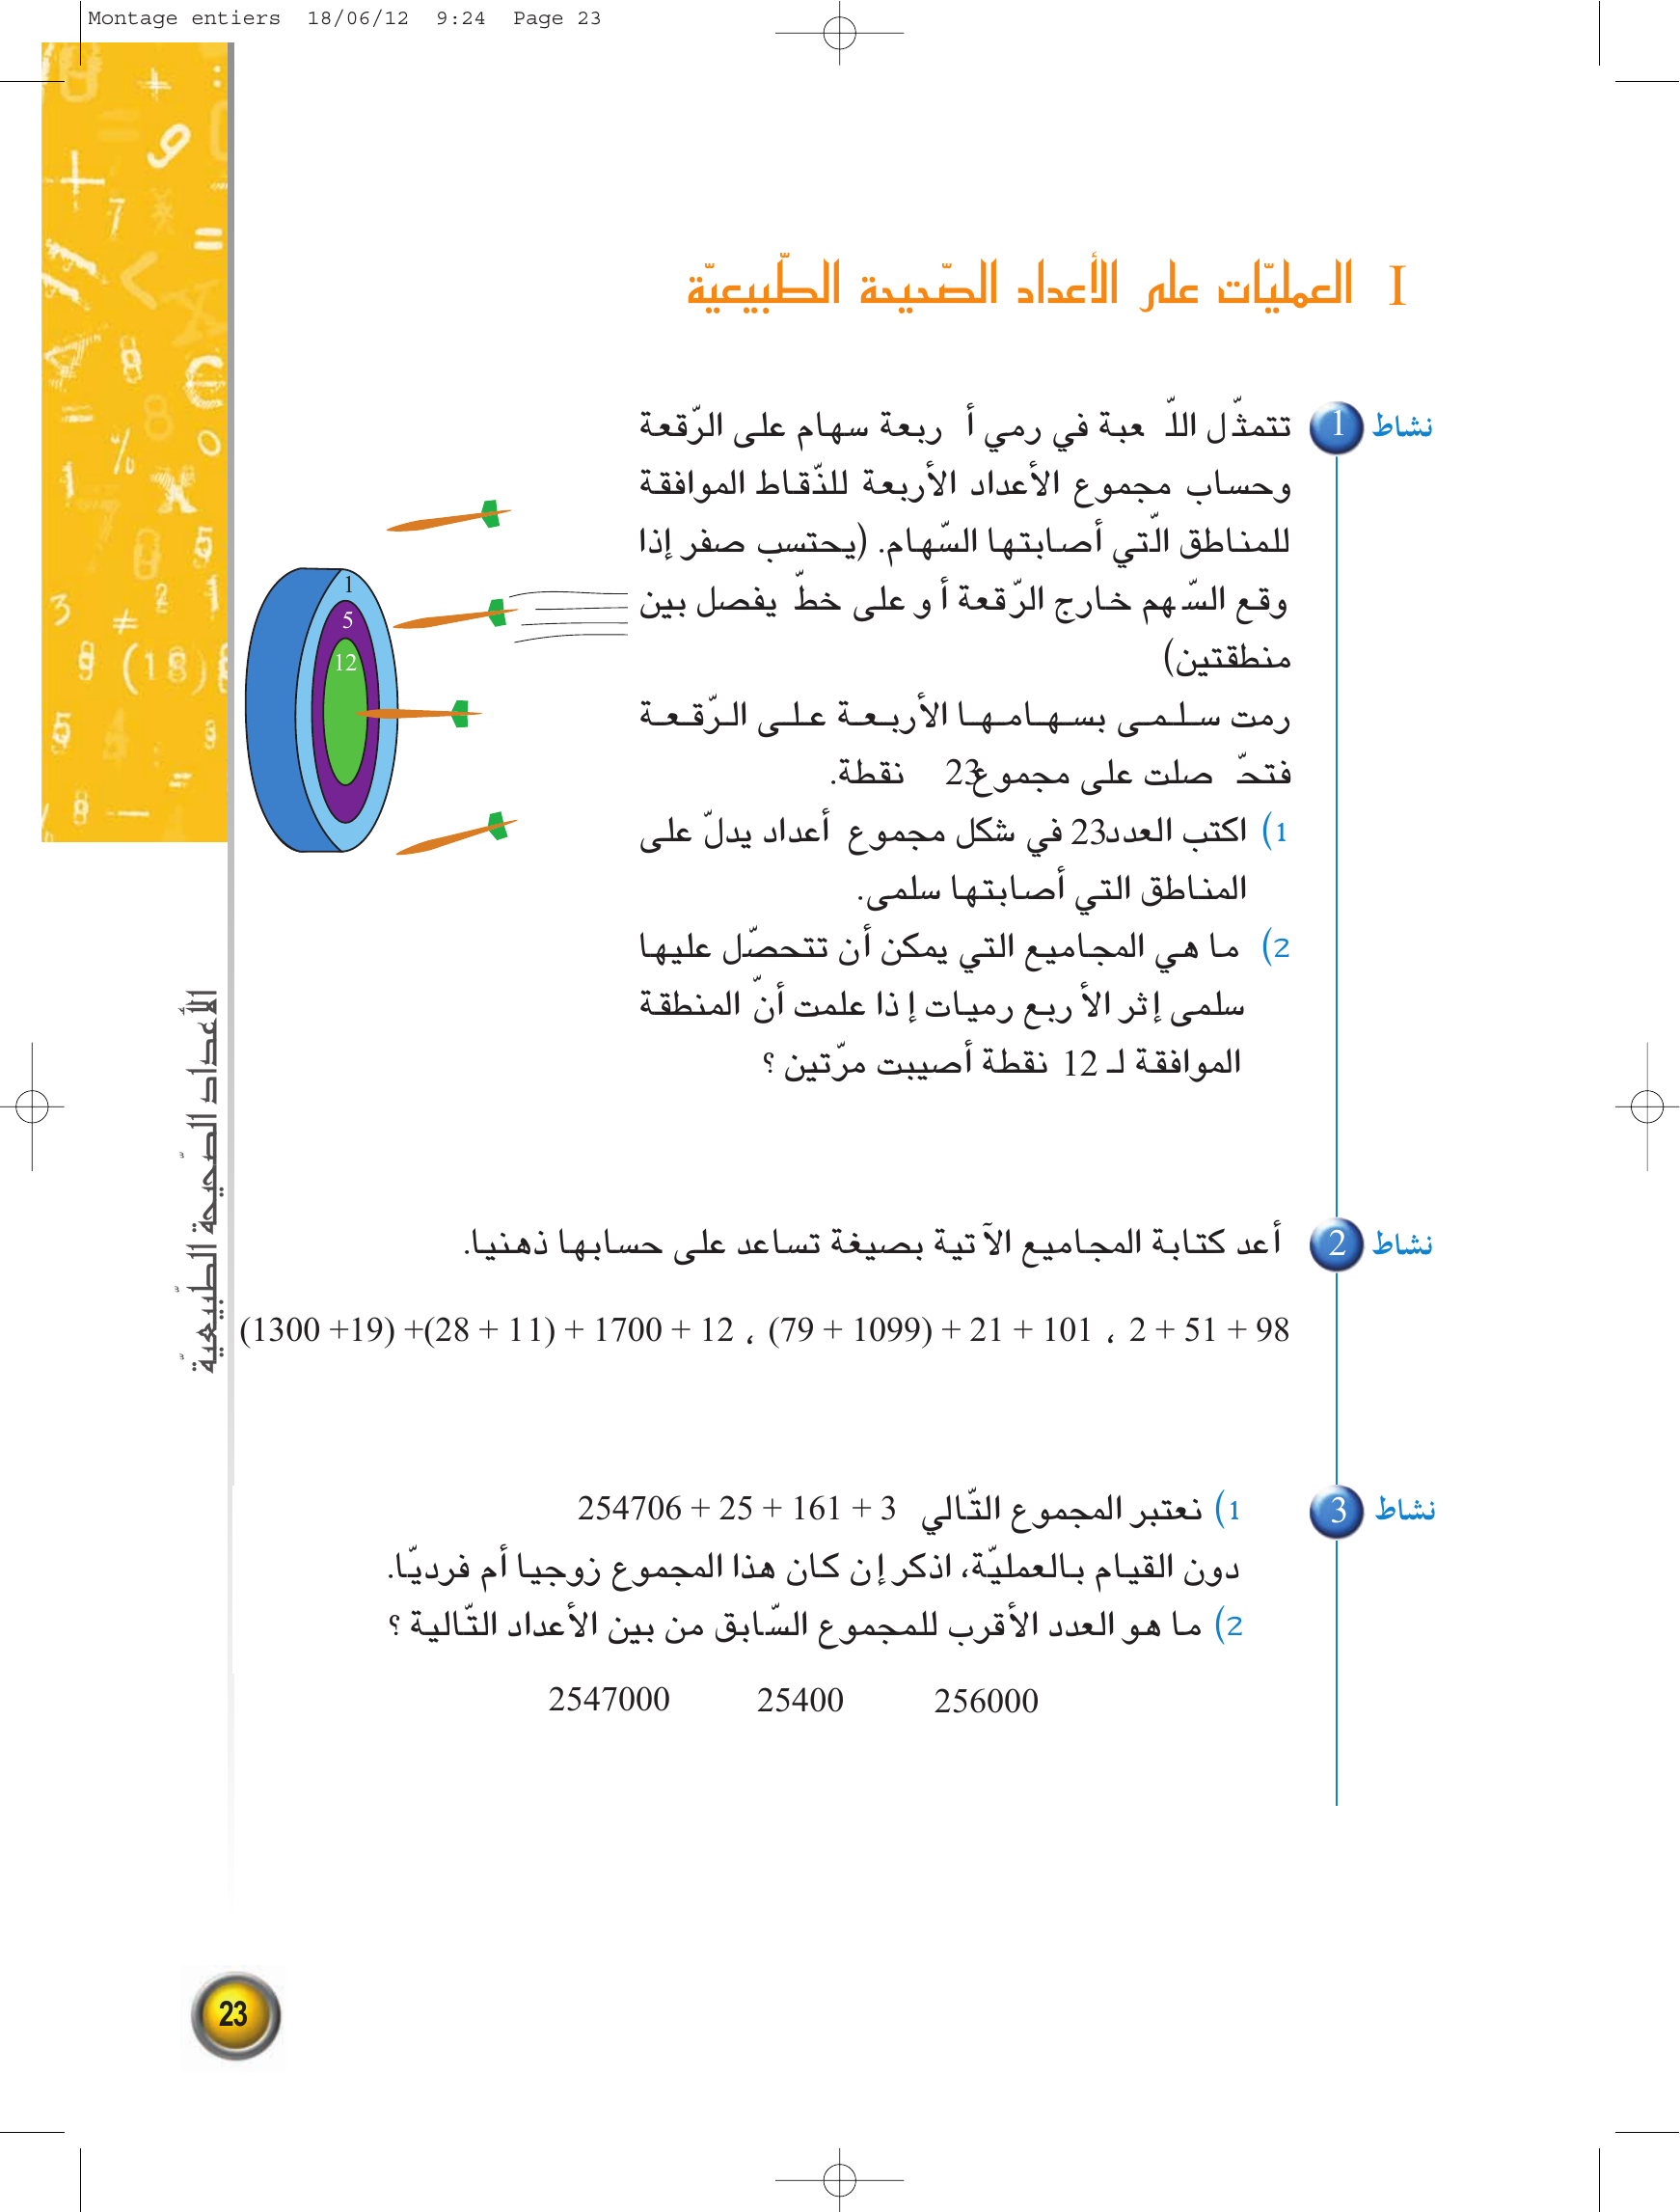 Montage entiers 18/06/12 9:24 Page 23
I العمليّات على الأعداد الصّحيحة الطّبيعيّة
نشاط 1 تتمثّل اللّعبة في رمي أربعة سهام على الرّقعة
وحساب مجموع الأعداد الأربعة للنّقاط الموافقة
للمناطق الّتي أصابتها السّهام. (يحتسب صفر إذا
وقع السّهم خارج الرّقعة أو على خطّ يفصل بين
منطقتين)
رمت سلمى بسهامها الأربعة على الرّقعة
فتحّصلت على مجموع 23 نقطة.
1) اكتب العدد 23 في شكل مجموع أعداد يدلّ على
المناطق التي أصابتها سلمى.
2) ما هي المجاميع التي يمكن أن تتحصّل عليها
سلمى إثر الأربع رميات إذا علمت أنّ المنطقة
الموافقة لـ 12 نقطة أصيبت مرّتين ؟
1
5
12
نشاط 2 أعد كتابة المجاميع الآتية بصيغة تساعد على حسابها ذهنيا.
(1300 +19) +(28 + 11) + 1700 + 12 ، (79 + 1099) + 21 + 101 ، 2 + 51 + 98
نشاط 3 1) نعتبر المجموع التّالي 254706 + 25 + 161 + 3
دون القيام بالعمليّة، اذكر إن كان هذا المجموع زوجيا أم فرديّا.
2) ما هو العدد الأقرب للمجموع السّابق من بين الأعداد التّالية ؟
2547000 25400 256000
الأعداد الصّحيحة الطّبيعيّة
23